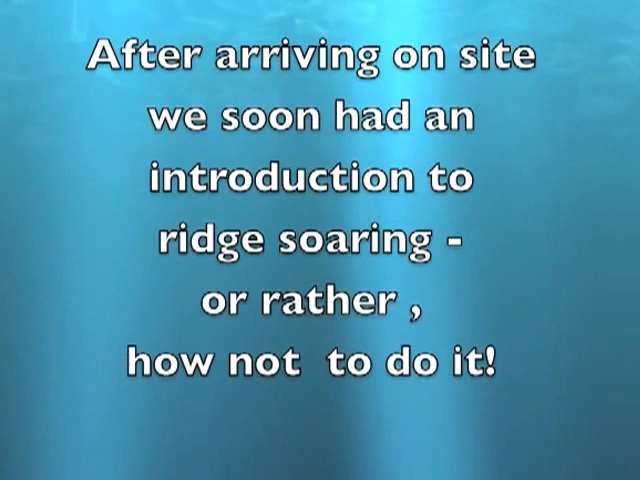 After arriving on site
we soon had an
introduction to
ridge soaring -
or rather ,
how not  to do it!